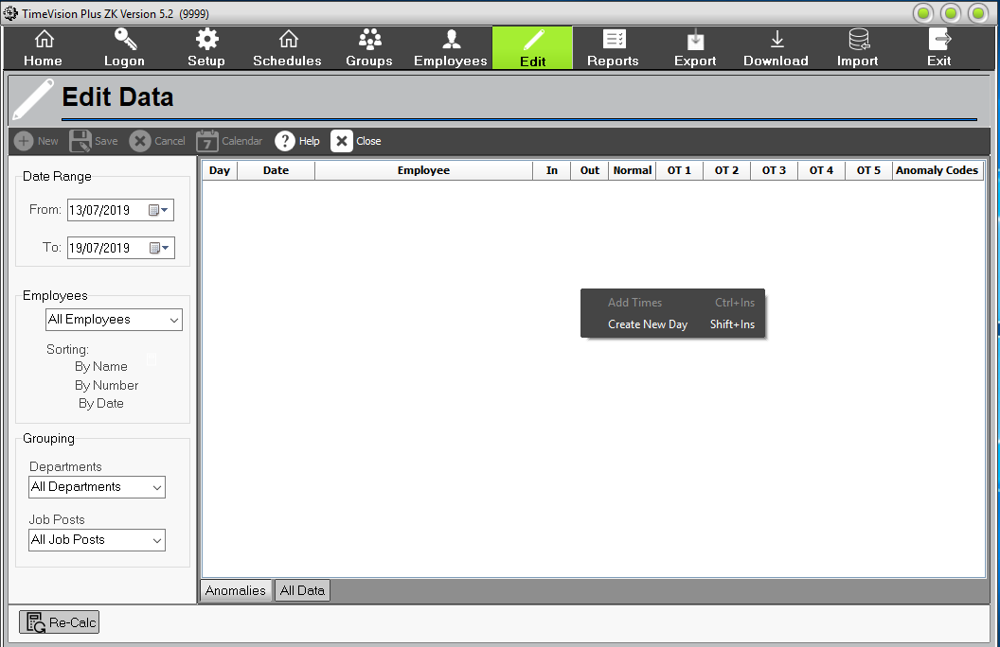 TimeVision Plus ZK Version 5.2 (9999)
Home Logon Setup Schedules Groups Employees Edit Reports Export Download Import Exit
Edit Data
New Save Cancel 7 Calendar ? Help Close
Date Range
From: 13/07/2019
To: 19/07/2019
Employees
All Employees
Sorting:
By Name
By Number
By Date
Grouping
Departments
All Departments
Job Posts
All Job Posts
Day Date Employee In Out Normal OT 1 OT 2 OT 3 OT 4 OT 5 Anomaly Codes
Add Times Ctrl+Ins
Create New Day Shift+Ins
Anomalies All Data
Re-Calc